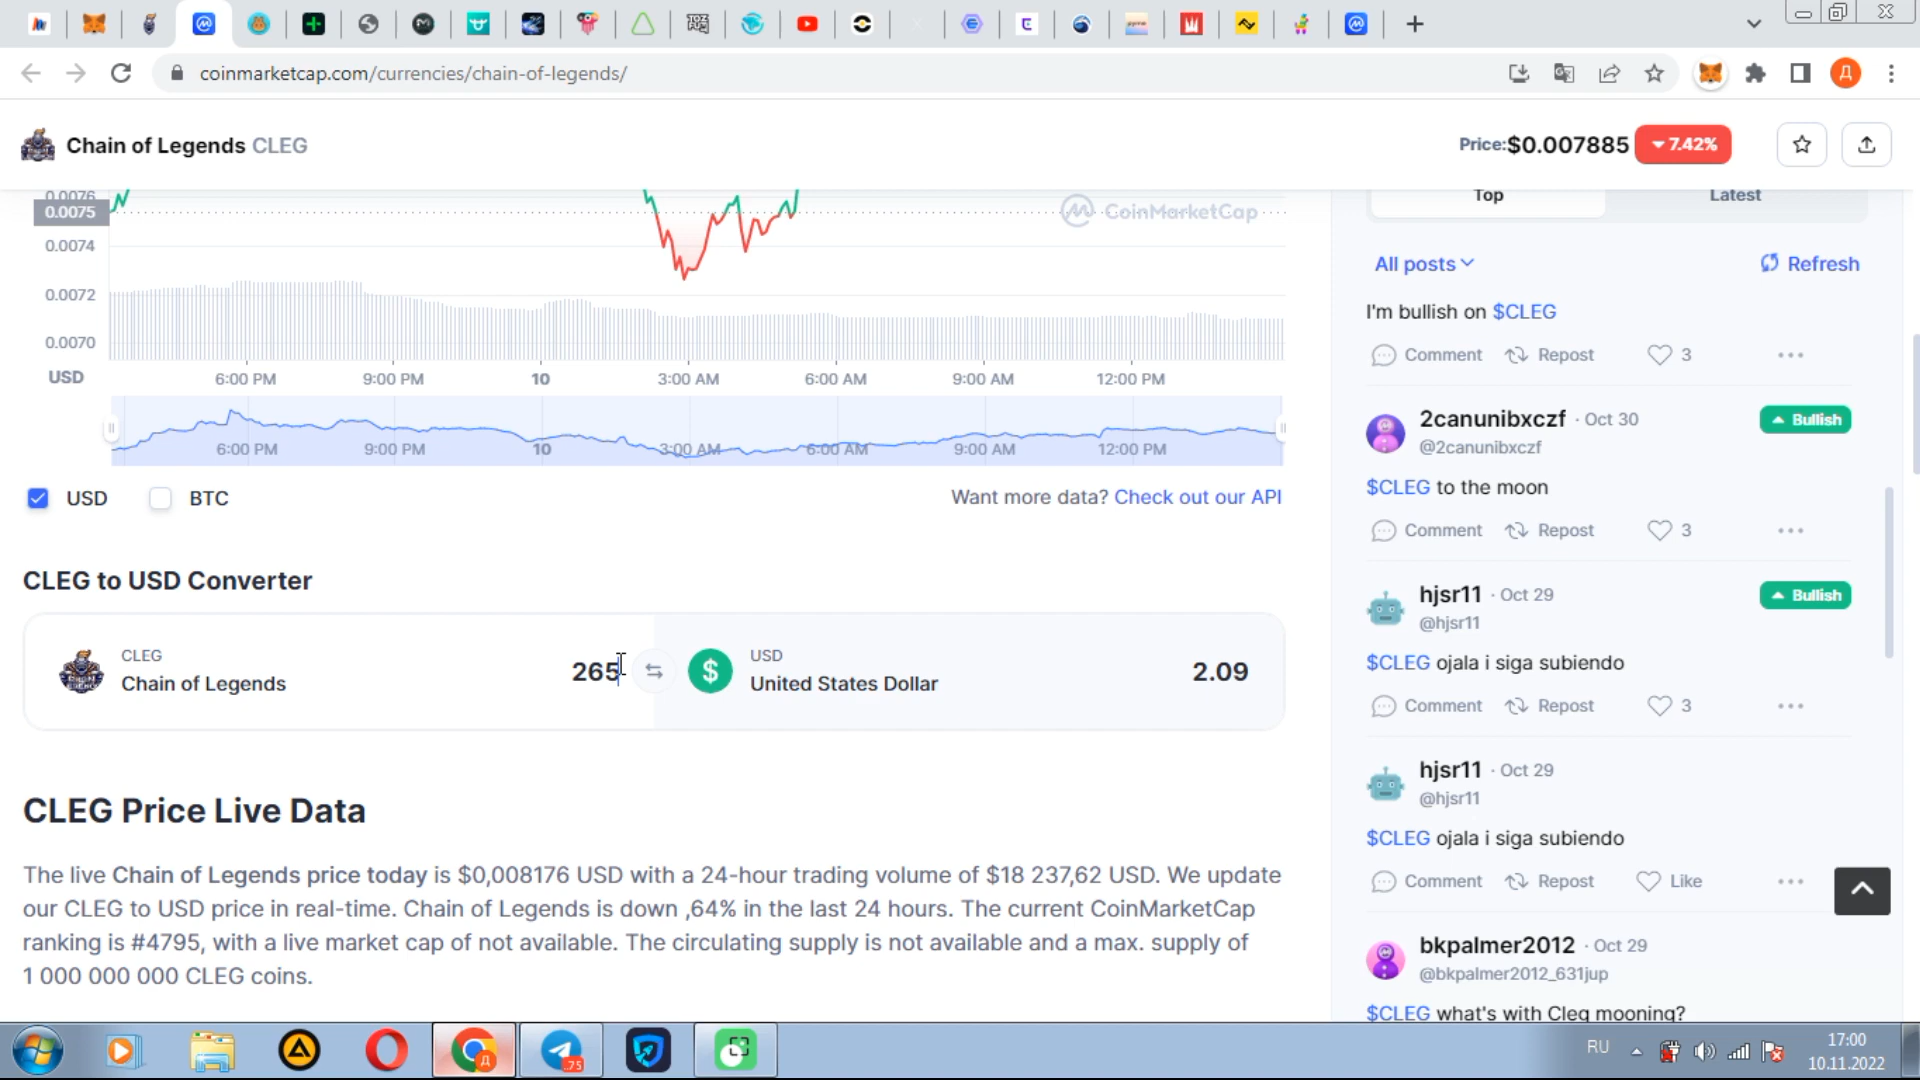 coinmarketcap.com/currencies/chain-of-legends/
Д
Chain of Legends CLEG
Price:$0.007885
7.42%
0.0076
0.0075
0.0074
0.0072
0.0070
CoinMarketCap
USD
6:00 PM 9:00 PM 10 3:00 AM 6:00 AM 9:00 AM 12:00 PM
6:00 PM 9:00 PM 10 3:00 AM 6:00 AM 9:00 AM 12:00 PM
USD BTC
Want more data? Check out our API
CLEG to USD Converter
CLEG
Chain of Legends
265
USD
United States Dollar
2.09
CLEG Price Live Data
The live Chain of Legends price today is $0,008176 USD with a 24-hour trading volume of $18 237,62 USD. We update
our CLEG to USD price in real-time. Chain of Legends is down ,64% in the last 24 hours. The current CoinMarketCap
ranking is #4795, with a live market cap of not available. The circulating supply is not available and a max. supply of
1 000 000 000 CLEG coins.
Top Latest
All posts Refresh
I'm bullish on $CLEG
Comment Repost 3
2canunibxczf · Oct 30 Bullish
@2canunibxczf
$CLEG to the moon
Comment Repost 3
hjsr11 · Oct 29 Bullish
@hjsr11
$CLEG ojala i siga subiendo
Comment Repost 3
hjsr11 · Oct 29
@hjsr11
$CLEG ojala i siga subiendo
Comment Repost Like
bkpalmer2012 · Oct 29
@bkpalmer2012_631jup
$CLEG what's with Cleg mooning?
Д
75
RU
17:00
10.11.2022